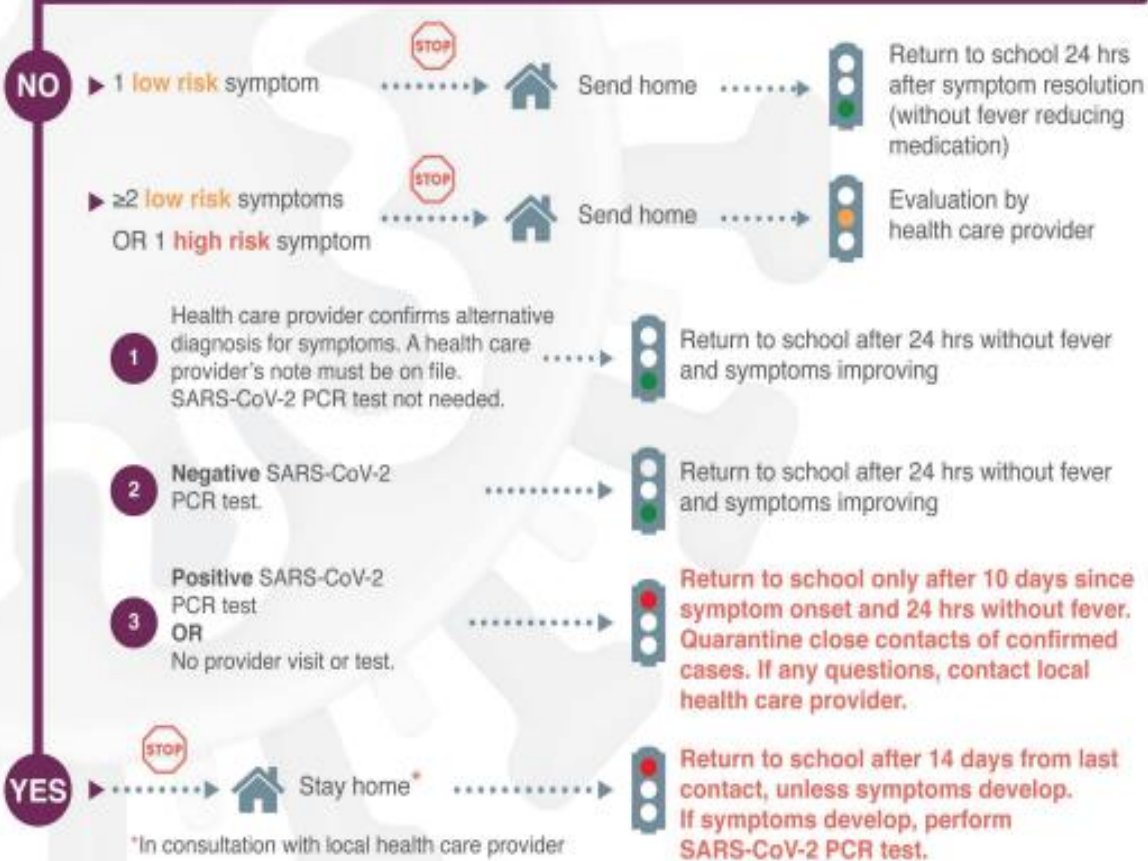 NO
1 low risk symptom
STOP
Send home
Return to school 24 hrs
after symptom resolution
(without fever reducing
medication)
≥2 low risk symptoms
OR 1 high risk symptom
STOP
Send home
Evaluation by
health care provider
1
Health care provider confirms alternative
diagnosis for symptoms. A health care
provider's note must be on file.
SARS-CoV-2 PCR test not needed.
Return to school after 24 hrs without fever
and symptoms improving
2
Negative SARS-CoV-2
PCR test.
Return to school after 24 hrs without fever
and symptoms improving
3
Positive SARS-CoV-2
PCR test
OR
No provider visit or test.
Return to school only after 10 days since
symptom onset and 24 hrs without fever.
Quarantine close contacts of confirmed
cases. If any questions, contact local
health care provider.
YES
STOP
Stay home*
Return to school after 14 days from last
contact, unless symptoms develop.
If symptoms develop, perform
SARS-CoV-2 PCR test.
*In consultation with local health care provider